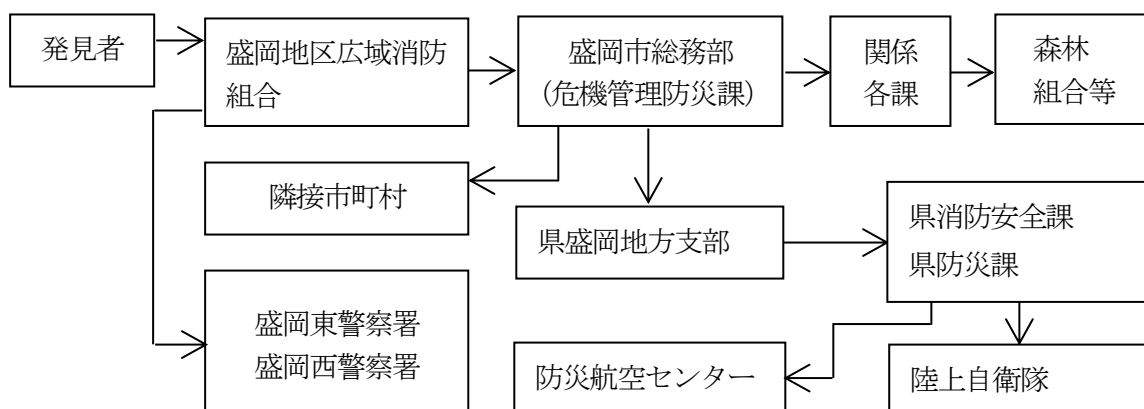 発見者
盛岡地区広域消防
組合
盛岡市総務部
(危機管理防災課)
関係
各課
森林
組合等
隣接市町村
県盛岡地方支部
県消防安全課
県防災課
盛岡東警察署
盛岡西警察署
防災航空センター
陸上自衛隊